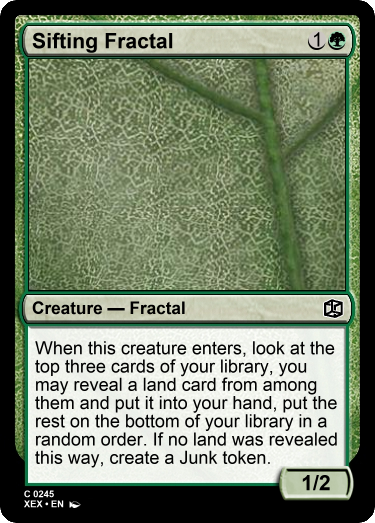 Sifting Fractal 1
Creature — Fractal
When this creature enters, look at the
top three cards of your library, you
may reveal a land card from among
them and put it into your hand, put the
rest on the bottom of your library in a
random order. If no land was revealed
this way, create a Junk token.
1/2
C 0245
XEX • EN